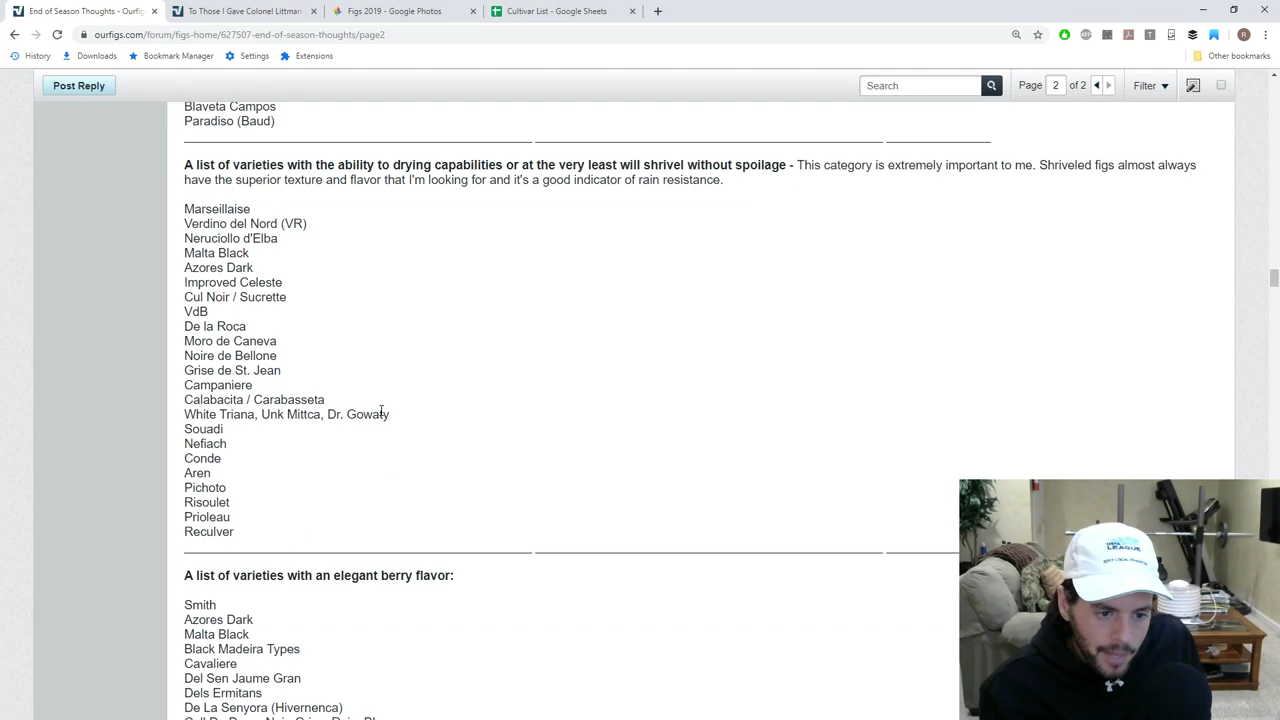 End of Season Thoughts - Ourfig
To Those I Gave Colonel Littman
Figs 2019 - Google Photos
Cultivar List - Google Sheets
ourfigs.com/forum/figs-home/627507-end-of-season-thoughts/page2
R
History
Downloads
Bookmark Manager
Settings
Extensions
Other bookmarks
Post Reply
Search
Page 2 of 2
Filter
Blaveta Campos
Paradiso (Baud)
A list of varieties with the ability to drying capabilities or at the very least will shrivel without spoilage - This category is extremely important to me. Shriveled figs almost always
have the superior texture and flavor that I'm looking for and it's a good indicator of rain resistance.
Marseillaise
Verdino del Nord (VR)
Neruciollo d'Elba
Malta Black
Azores Dark
Improved Celeste
Cul Noir / Sucrette
VdB
De la Roca
Moro de Caneva
Noire de Bellone
Grise de St. Jean
Campaniere
Calabacita / Carabasseta
White Triana, Unk Mittca, Dr. Gowaty
Souadi
Nefiach
Conde
Aren
Pichoto
Risoulet
Prioleau
Reculver
A list of varieties with an elegant berry flavor:
Smith
Azores Dark
Malta Black
Black Madeira Types
Cavaliere
Del Sen Jaume Gran
Dels Ermitans
De La Senyora (Hivernenca)
LEAGUE